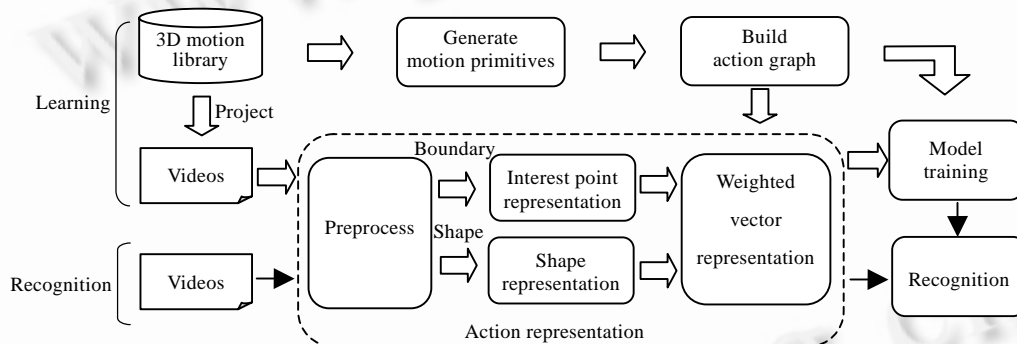 3D motion
library
Generate
motion primitives
Build
action graph
Learning
Project
Videos
Boundary
Preprocess
Interest point
representation
Weighted
vector
representation
Model
training
Shape
Shape
representation
Recognition
Videos
Recognition
Action representation